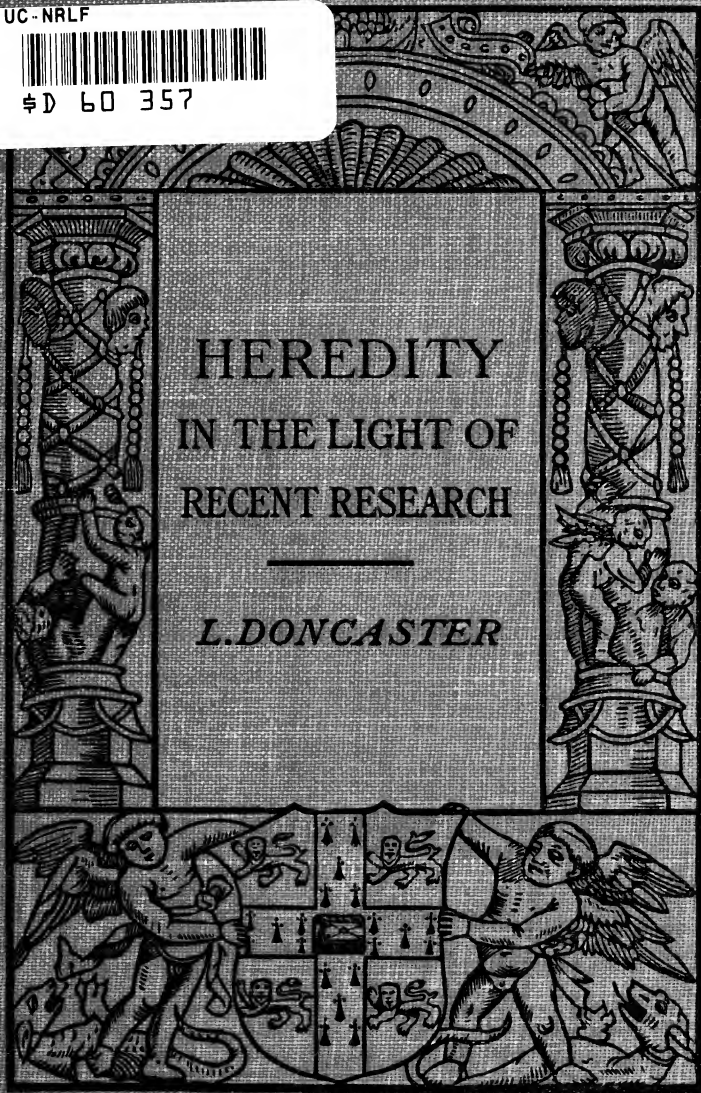 UC-NRLF
$D 60 357
HEREDITY
IN THE LIGHT OF
RECENT RESEARCH
L. DONCASTER